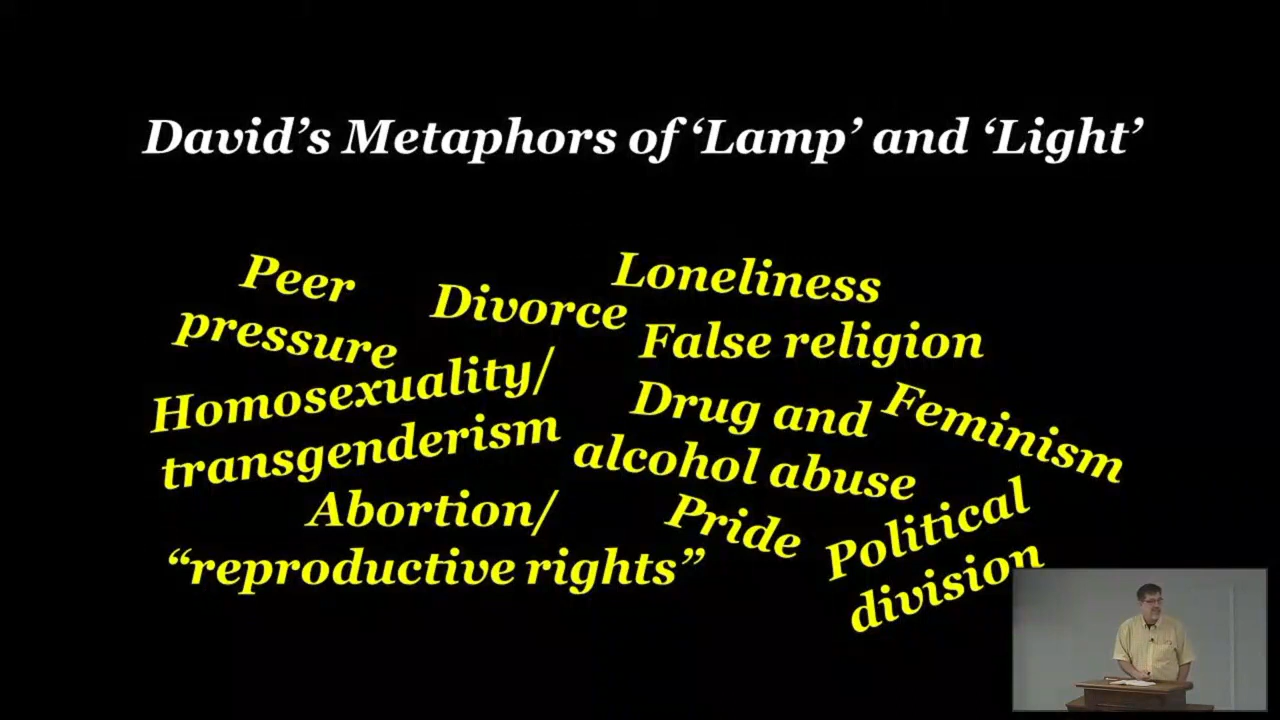 David’s Metaphors of ‘Lamp’ and ‘Light’
Peer
pressure
Divorce
Loneliness
False religion
Homosexuality/
transgenderism
Drug and
alcohol abuse
Feminism
Abortion/
“reproductive rights”
Pride
Political
division